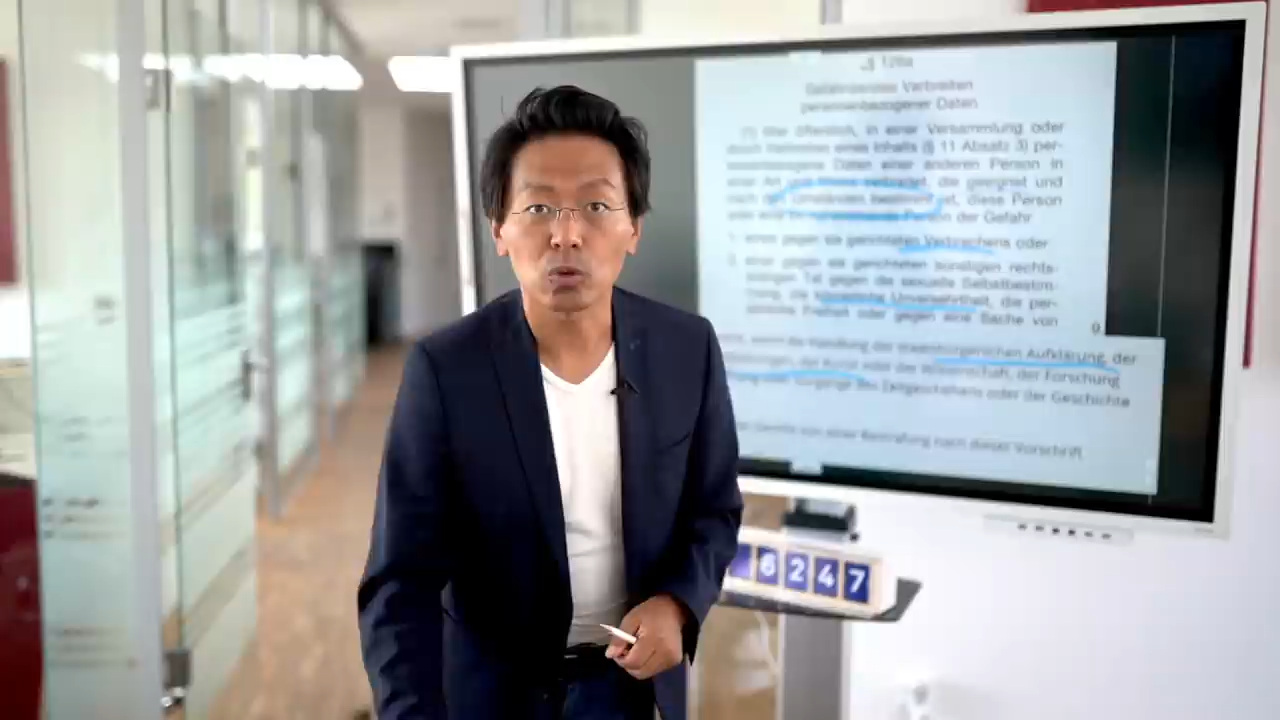 § 126a
Gefährdendes Verbreiten
personenbezogener Daten
(1) Wer öffentlich, in einer Versammlung oder
durch Verbreiten eines Inhalts (§ 11 Absatz 3) per-
sonenbezogene Daten einer anderen Person in
einer Art und Weise verbreitet, die geeignet und
nach den Umständen bestimmt ist, diese Person
oder eine ihr nahestehende Person der Gefahr
1. eines gegen sie gerichteten Verbrechens oder
2. einer gegen sie gerichteten sonstigen rechts-
widrigen Tat gegen die sexuelle Selbstbestim-
mung, die körperliche Unversehrtheit, die per-
sönliche Freiheit oder gegen eine Sache von
wenn die Handlung der staatsbürgerlichen Aufklärung, der
der Kunst oder der Wissenschaft, der Forschung
Vorgänge des Zeitgeschehens oder der Geschichte
von einer Bestrafung nach dieser Vorschrift
6247